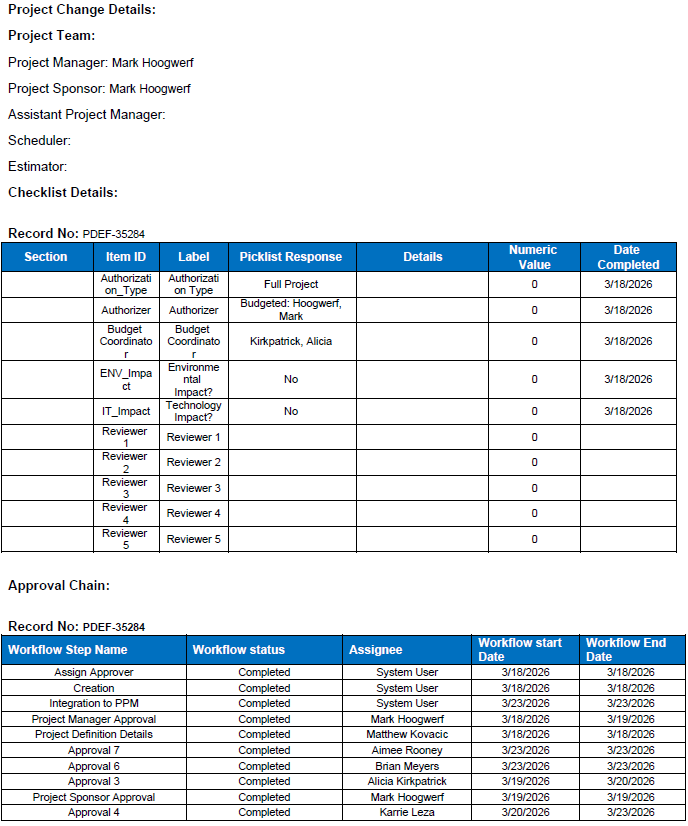 Project Change Details:
Project Team:
Project Manager: Mark Hoogwerf
Project Sponsor: Mark Hoogwerf
Assistant Project Manager:
Scheduler:
Estimator:
Checklist Details:
Record No: PDEF-35284
Section Item ID Label Picklist Response Details Numeric Value Date Completed
Authorizati
on_Type Authorizati
on Type Full Project 0 3/18/2026
Authorizer Authorizer Budgeted: Hoogwerf,
Mark 0 3/18/2026
Budget
Coordinato
r Budget
Coordinato
r Kirkpatrick, Alicia 0 3/18/2026
ENV_Impa
ct Environme
ntal
Impact? No 0 3/18/2026
IT_Impact Technology
Impact? No 0 3/18/2026
Reviewer
1 Reviewer 1 0
Reviewer
2 Reviewer 2 0
Reviewer
3 Reviewer 3 0
Reviewer
4 Reviewer 4 0
Reviewer
5 Reviewer 5 0
Approval Chain:
Record No: PDEF-35284
Workflow Step Name Workflow status Assignee Workflow start Date Workflow End Date
Assign Approver Completed System User 3/18/2026 3/18/2026
Creation Completed System User 3/18/2026 3/18/2026
Integration to PPM Completed System User 3/23/2026 3/23/2026
Project Manager Approval Completed Mark Hoogwerf 3/18/2026 3/19/2026
Project Definition Details Completed Matthew Kovacic 3/18/2026 3/18/2026
Approval 7 Completed Aimee Rooney 3/23/2026 3/23/2026
Approval 6 Completed Brian Meyers 3/23/2026 3/23/2026
Approval 3 Completed Alicia Kirkpatrick 3/19/2026 3/20/2026
Project Sponsor Approval Completed Mark Hoogwerf 3/19/2026 3/19/2026
Approval 4 Completed Karrie Leza 3/20/2026 3/23/2026